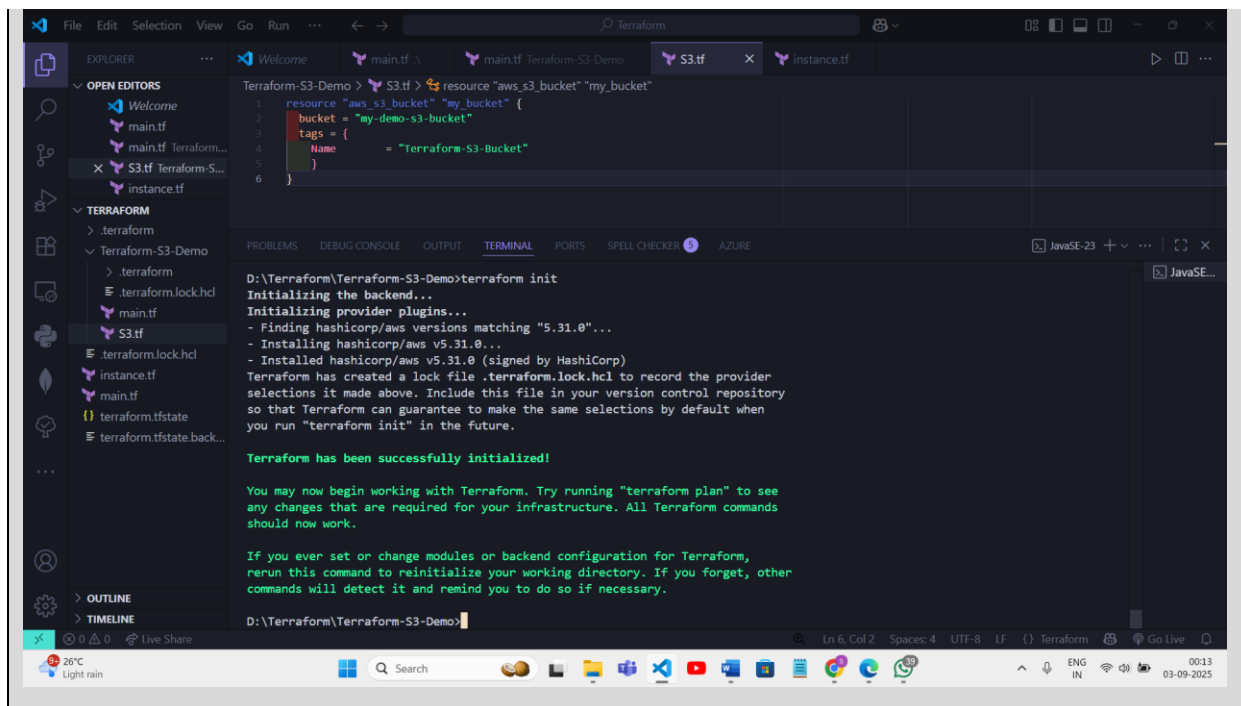 File Edit Selection View Go Run ··· Terraform
EXPLORER ···
OPEN EDITORS
Welcome
main.tf
main.tf Terraform...
S3.tf Terraform-S...
instance.tf
TERRAFORM
.terraform
Terraform-S3-Demo
.terraform
.terraform.lock.hcl
main.tf
S3.tf
.terraform.lock.hcl
instance.tf
main.tf
terraform.tfstate
terraform.tfstate.back...
OUTLINE
TIMELINE
Welcome main.tf .\ main.tf Terraform-S3-Demo S3.tf instance.tf
Terraform-S3-Demo > S3.tf > resource "aws_s3_bucket" "my_bucket"
1 resource "aws_s3_bucket" "my_bucket" {
2 bucket = "my-demo-s3-bucket"
3 tags = {
4 Name = "Terraform-S3-Bucket"
5 }
6 }
PROBLEMS DEBUG CONSOLE OUTPUT TERMINAL PORTS SPELL CHECKER 5 AZURE JavaSE-23
JavaSE...
D:\Terraform\Terraform-S3-Demo>terraform init
Initializing the backend...
Initializing provider plugins...
- Finding hashicorp/aws versions matching "5.31.0"...
- Installing hashicorp/aws v5.31.0...
- Installed hashicorp/aws v5.31.0 (signed by HashiCorp)
Terraform has created a lock file .terraform.lock.hcl to record the provider
selections it made above. Include this file in your version control repository
so that Terraform can guarantee to make the same selections by default when
you run "terraform init" in the future.
Terraform has been successfully initialized!
You may now begin working with Terraform. Try running "terraform plan" to see
any changes that are required for your infrastructure. All Terraform commands
should now work.
If you ever set or change modules or backend configuration for Terraform,
rerun this command to reinitialize your working directory. If you forget, other
commands will detect it and remind you to do so if necessary.
D:\Terraform\Terraform-S3-Demo>
0 0 0 Live Share Ln 6, Col 2 Spaces: 4 UTF-8 LF {} Terraform Go Live
9+ 26°C Search 39 ENG 00:13
Light rain IN 03-09-2025